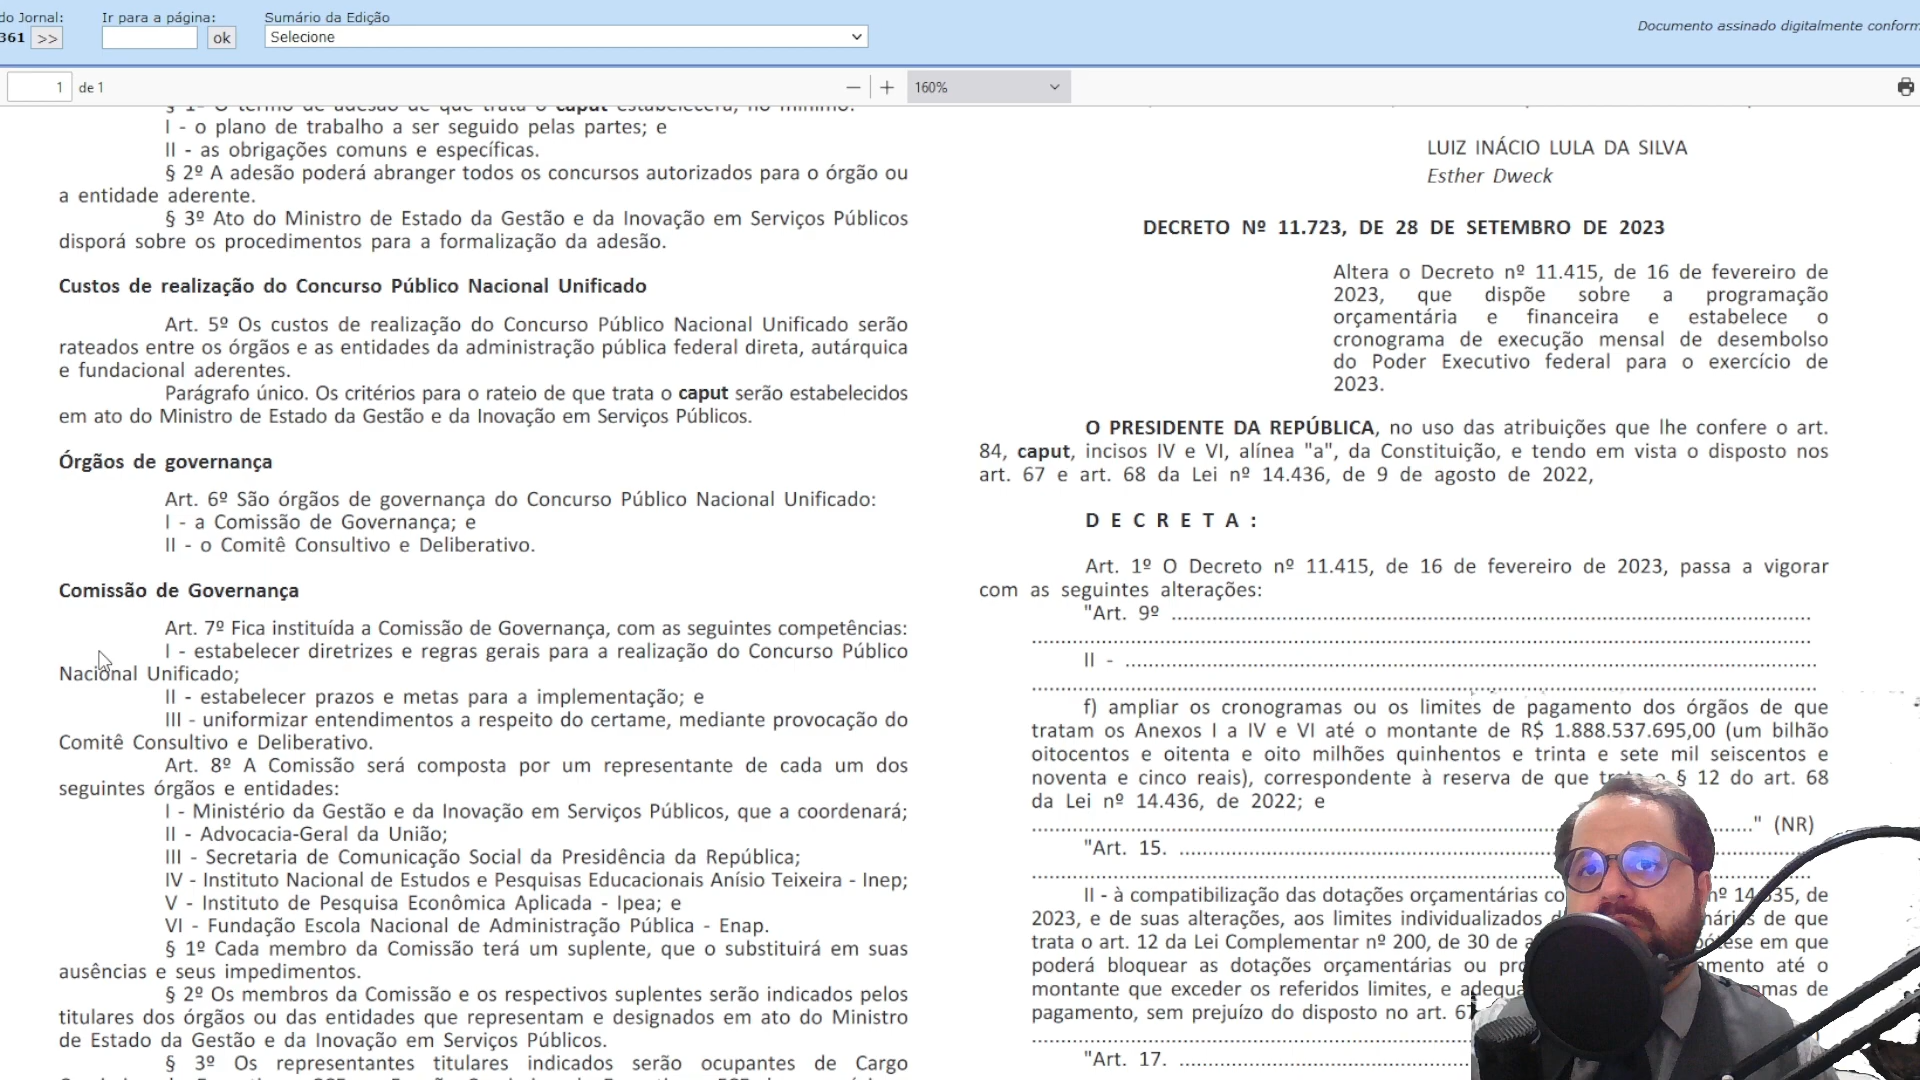 do Jornal:
361 >>
Ir para a página:
ok
Sumário da Edição
Selecione
Documento assinado digitalmente conform
1 de 1
160%
§ 1º O termo de adesão de que trata o caput estabelecerá, no mínimo:
I - o plano de trabalho a ser seguido pelas partes; e
II - as obrigações comuns e específicas.
§ 2º A adesão poderá abranger todos os concursos autorizados para o órgão ou
a entidade aderente.
§ 3º Ato do Ministro de Estado da Gestão e da Inovação em Serviços Públicos
disporá sobre os procedimentos para a formalização da adesão.
Custos de realização do Concurso Público Nacional Unificado
Art. 5º Os custos de realização do Concurso Público Nacional Unificado serão
rateados entre os órgãos e as entidades da administração pública federal direta, autárquica
e fundacional aderentes.
Parágrafo único. Os critérios para o rateio de que trata o caput serão estabelecidos
em ato do Ministro de Estado da Gestão e da Inovação em Serviços Públicos.
Órgãos de governança
Art. 6º São órgãos de governança do Concurso Público Nacional Unificado:
I - a Comissão de Governança; e
II - o Comitê Consultivo e Deliberativo.
Comissão de Governança
Art. 7º Fica instituída a Comissão de Governança, com as seguintes competências:
I - estabelecer diretrizes e regras gerais para a realização do Concurso Público
Nacional Unificado;
II - estabelecer prazos e metas para a implementação; e
III - uniformizar entendimentos a respeito do certame, mediante provocação do
Comitê Consultivo e Deliberativo.
Art. 8º A Comissão será composta por um representante de cada um dos
seguintes órgãos e entidades:
I - Ministério da Gestão e da Inovação em Serviços Públicos, que a coordenará;
II - Advocacia-Geral da União;
III - Secretaria de Comunicação Social da Presidência da República;
IV - Instituto Nacional de Estudos e Pesquisas Educacionais Anísio Teixeira - Inep;
V - Instituto de Pesquisa Econômica Aplicada - Ipea; e
VI - Fundação Escola Nacional de Administração Pública - Enap.
§ 1º Cada membro da Comissão terá um suplente, que o substituirá em suas
ausências e seus impedimentos.
§ 2º Os membros da Comissão e os respectivos suplentes serão indicados pelos
titulares dos órgãos ou das entidades que representam e designados em ato do Ministro
de Estado da Gestão e da Inovação em Serviços Públicos.
§ 3º Os representantes titulares indicados serão ocupantes de Cargo
LUIZ INÁCIO LULA DA SILVA
Esther Dweck
DECRETO Nº 11.723, DE 28 DE SETEMBRO DE 2023
Altera o Decreto nº 11.415, de 16 de fevereiro de
2023, que dispõe sobre a programação
orçamentária e financeira e estabelece o
cronograma de execução mensal de desembolso
do Poder Executivo federal para o exercício de
2023.
O PRESIDENTE DA REPÚBLICA, no uso das atribuições que lhe confere o art.
84, caput, incisos IV e VI, alínea "a", da Constituição, e tendo em vista o disposto nos
art. 67 e art. 68 da Lei nº 14.436, de 9 de agosto de 2022,
D E C R E T A :
Art. 1º O Decreto nº 11.415, de 16 de fevereiro de 2023, passa a vigorar
com as seguintes alterações:
"Art. 9º ....................
....................
II - ....................
....................
f) ampliar os cronogramas ou os limites de pagamento dos órgãos de que
tratam os Anexos I a IV e VI até o montante de R$ 1.888.537.695,00 (um bilhão
oitocentos e oitenta e oito milhões quinhentos e trinta e sete mil seiscentos e
noventa e cinco reais), correspondente à reserva de que trata o § 12 do art. 68
da Lei nº 14.436, de 2022; e
...................." (NR)
"Art. 15. ....................
....................
II - à compatibilização das dotações orçamentárias co nº 14. 35, de
2023, e de suas alterações, aos limites individualizados de que
trata o art. 12 da Lei Complementar nº 200, de 30 de em que
poderá bloquear as dotações orçamentárias ou até o
montante que exceder os referidos limites, e de
pagamento, sem prejuízo do disposto no art.
....................
"Art. 17. ....................